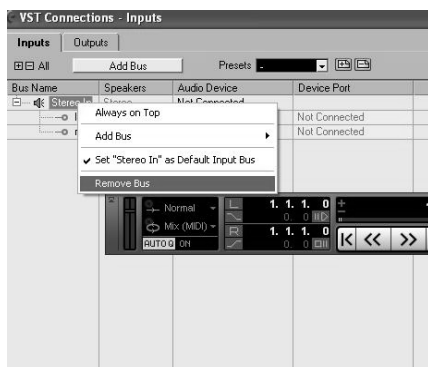 VST Connections - Inputs
Inputs Outputs
All Add Bus Presets -
Bus Name Speakers Audio Device Device Port
Stereo In Stereo Not Connected
Not Connected
Not Connected
Always on Top
Add Bus
Set "Stereo In" as Default Input Bus
Remove Bus
Normal L 1. 1. 1. 0
0. 0
Mix (MIDI) R 1. 1. 1. 0
AUTO Q ON 0. 0